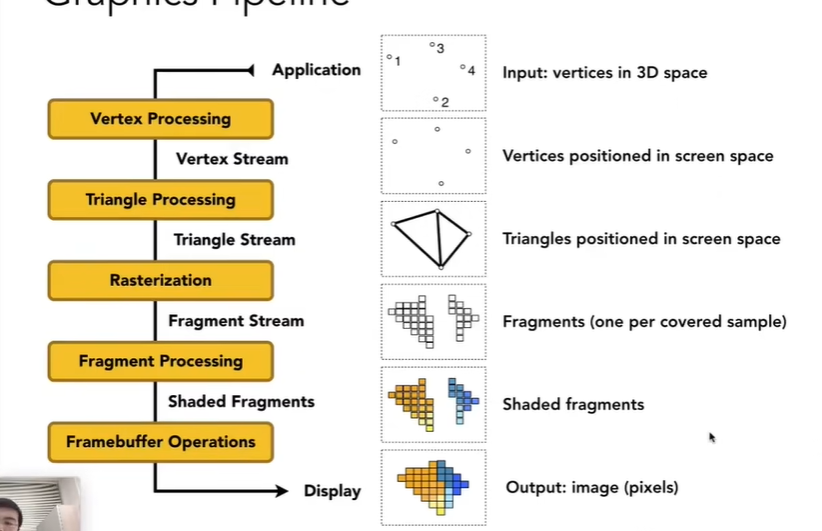 Graphics Pipeline
Application
3
1
4
2
Input: vertices in 3D space
Vertex Processing
Vertex Stream
Vertices positioned in screen space
Triangle Processing
Triangle Stream
Triangles positioned in screen space
Rasterization
Fragment Stream
Fragments (one per covered sample)
Fragment Processing
Shaded Fragments
Shaded fragments
Framebuffer Operations
Display
Output: image (pixels)